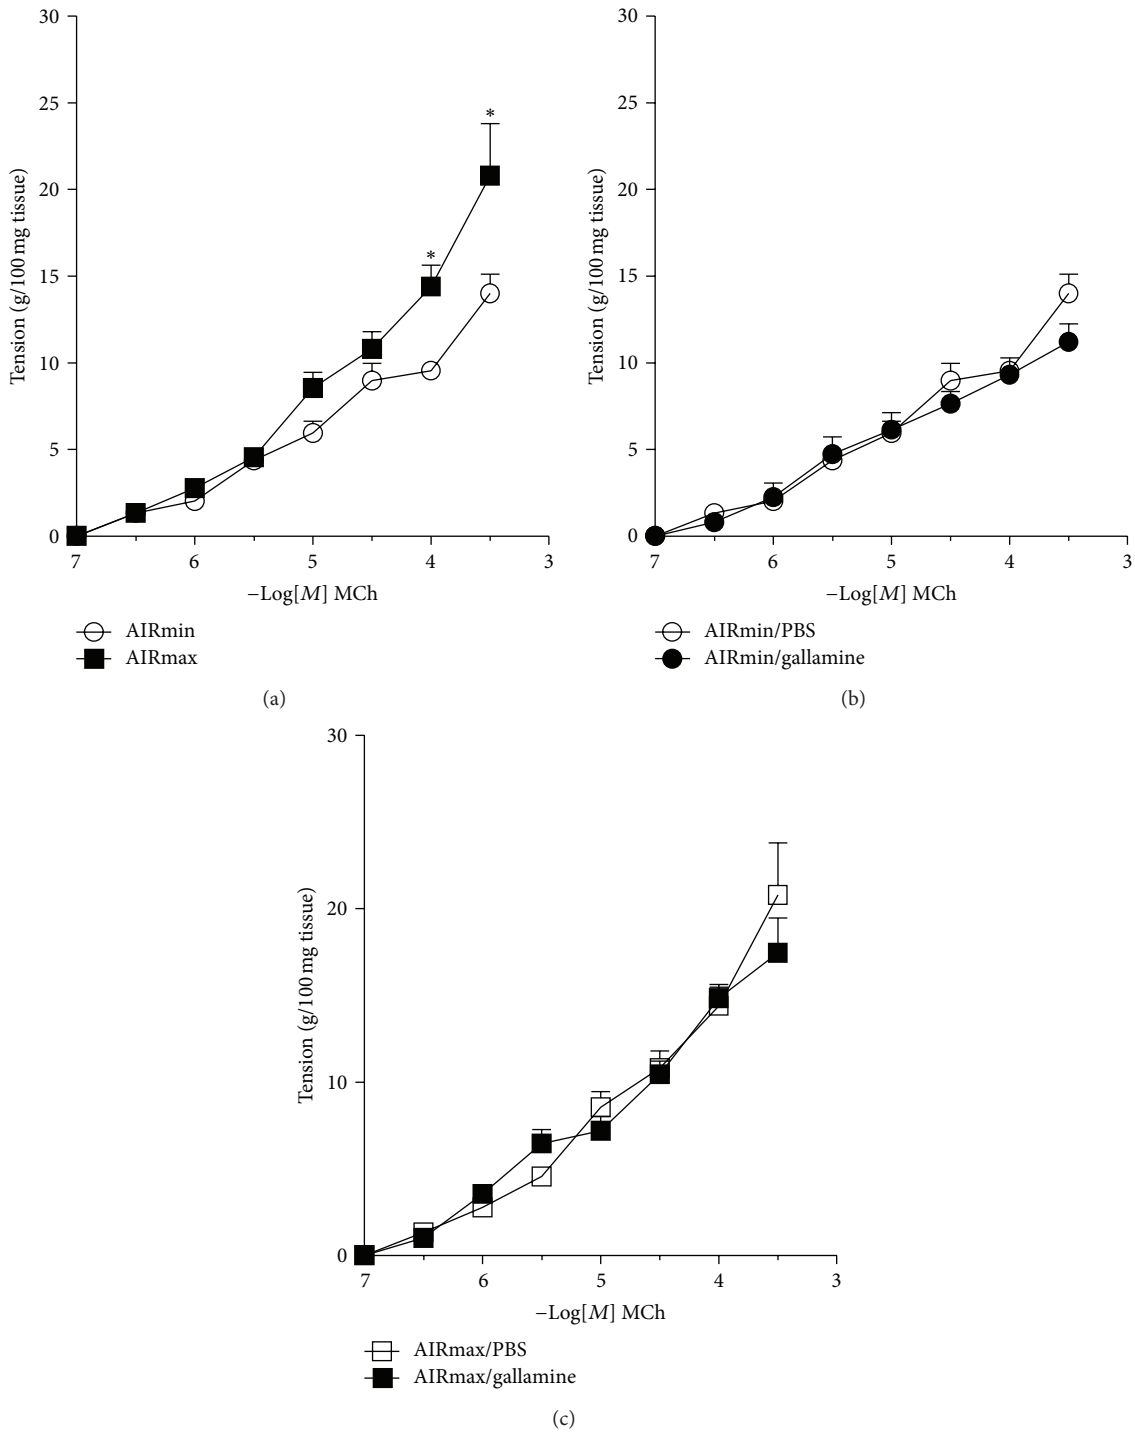 30
25
20
15
10
5
0
Tension (g/100 mg tissue)
*
*
7 6 5 4 3
−Log[M] MCh
AIRmin
AIRmax
(a)
30
25
20
15
10
5
0
Tension (g/100 mg tissue)
7 6 5 4 3
−Log[M] MCh
AIRmin/PBS
AIRmin/gallamine
(b)
30
20
10
0
Tension (g/100 mg tissue)
7 6 5 4 3
−Log[M] MCh
AIRmax/PBS
AIRmax/gallamine
(c)